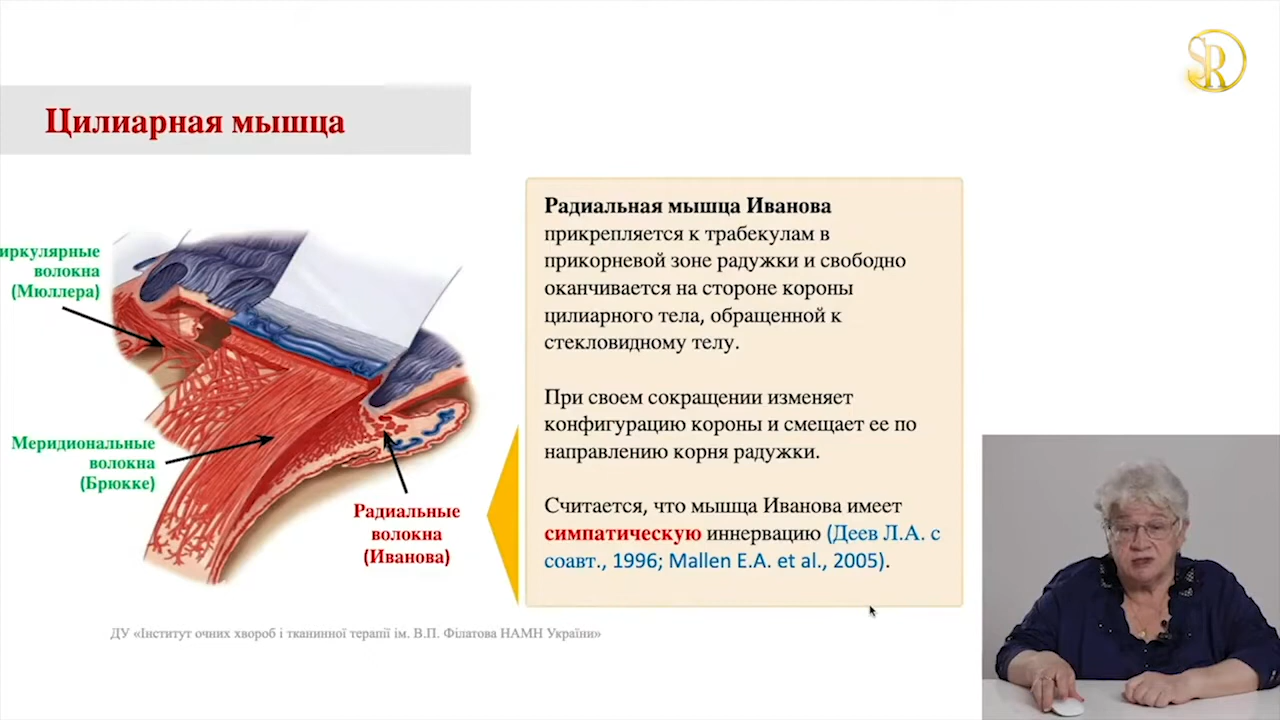 SR
Цилиарная мышца
иркулярные
волокна
(Мюллера)
Меридиональные
волокна
(Брюкке)
Радиальные
волокна
(Иванова)
Радиальная мышца Иванова
прикрепляется к трабекулам в
прикорневой зоне радужки и свободно
оканчивается на стороне короны
цилиарного тела, обращенной к
стекловидному телу.
При своем сокращении изменяет
конфигурацию короны и смещает ее по
направлению корня радужки.
Считается, что мышца Иванова имеет
симпатическую иннервацию (Деев Л.А. с
соавт., 1996; Mallen E.A. et al., 2005).
ДУ «Інститут очних хвороб і тканинної терапії ім. В.П. Філатова НАМН України»